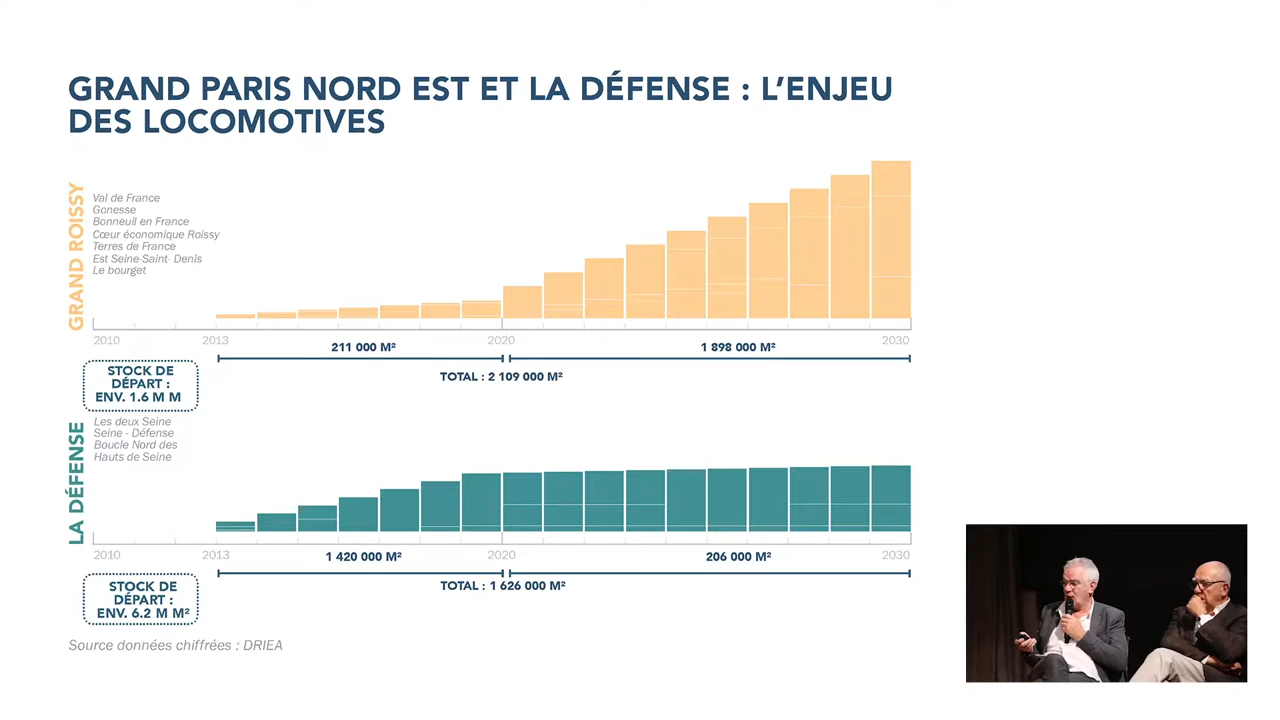 GRAND PARIS NORD EST ET LA DÉFENSE : L'ENJEU
DES LOCOMOTIVES
GRAND ROISSY
Val de France
Gonesse
Bonneuil en France
Cœur économique Roissy
Terres de France
Est Seine-Saint- Denis
Le bourget
2010
2013
2020
2030
211 000 M²
1 898 000 M²
TOTAL : 2 109 000 M²
STOCK DE
DÉPART :
ENV. 1.6 M M
LA DÉFENSE
Les deux Seine
Seine - Défense
Boucle Nord des
Hauts de Seine
2010
2013
2020
2030
1 420 000 M²
206 000 M²
TOTAL : 1 626 000 M²
STOCK DE
DÉPART :
ENV. 6.2 M M²
Source données chiffrées : DRIEA